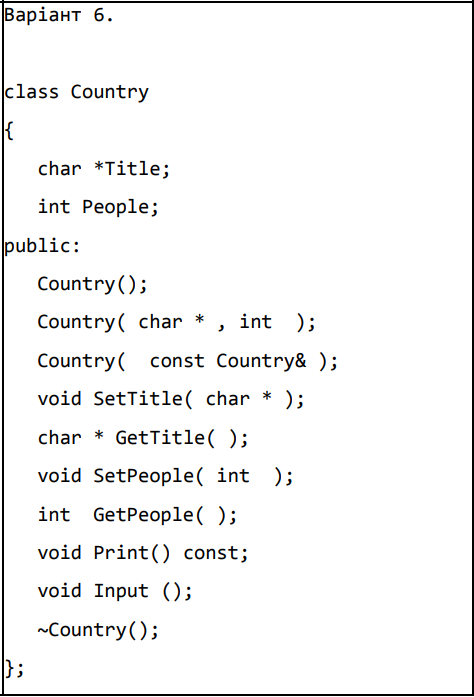 Варіант 6.
class Country
{
char *Title;
int People;
public:
Country();
Country( char * , int  );
Country(  const Country& );
void SetTitle( char * );
char * GetTitle( );
void SetPeople( int  );
int  GetPeople( );
void Print() const;
void Input ();
~Country();
};